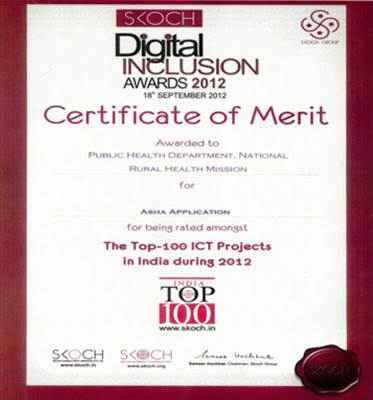 SKOCH
Digital
INCLUSION
AWARDS 2012
18TH SEPTEMBER 2012
SKOCH GROUP
Certificate of Merit
Awarded to
Public Health Department, National
Rural Health Mission
for
Asha Application
for being rated amongst
The Top-100 ICT Projects
in India during 2012
INDIA
TOP
100
www.skoch.in
SKOCH
www.skoch.in
SKOCH
www.skoch.org
Sameer Kochhar, Chairman, Skoch Group
SKOCH